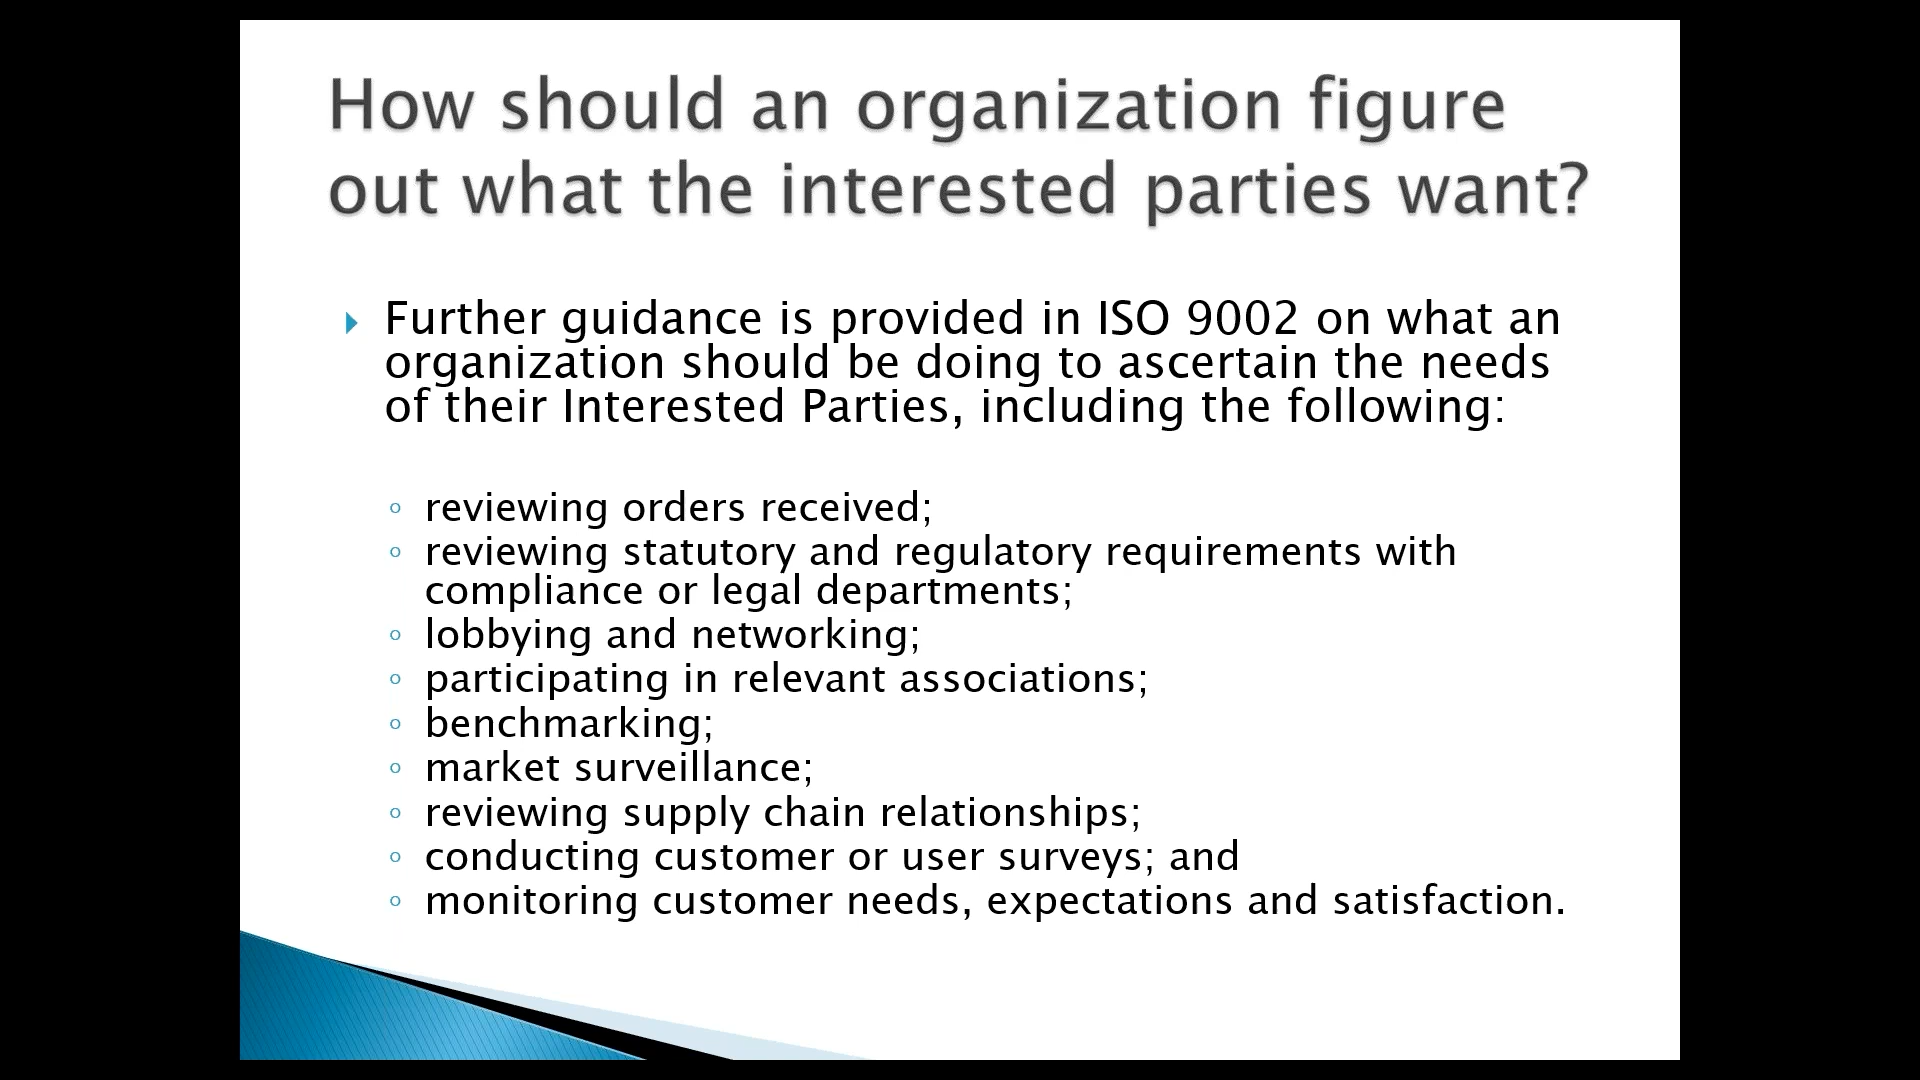 How should an organization figure
out what the interested parties want?
Further guidance is provided in ISO 9002 on what an
organization should be doing to ascertain the needs
of their Interested Parties, including the following:
reviewing orders received;
reviewing statutory and regulatory requirements with
compliance or legal departments;
lobbying and networking;
participating in relevant associations;
benchmarking;
market surveillance;
reviewing supply chain relationships;
conducting customer or user surveys; and
monitoring customer needs, expectations and satisfaction.